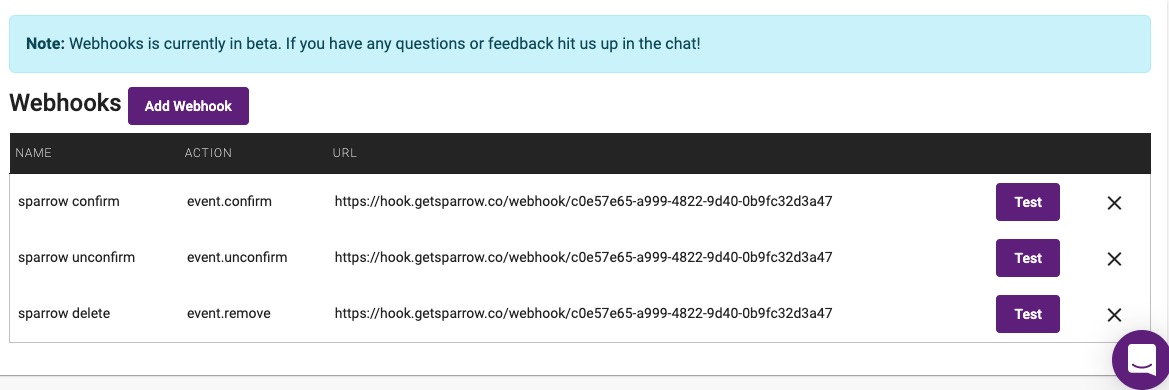 Note: Webhooks is currently in beta. If you have any questions or feedback hit us up in the chat!
Webhooks Add Webhook
NAME ACTION URL
sparrow confirm event.confirm https://hook.getsparrow.co/webhook/c0e57e65-a999-4822-9d40-0b9fc32d3a47 Test
sparrow unconfirm event.unconfirm https://hook.getsparrow.co/webhook/c0e57e65-a999-4822-9d40-0b9fc32d3a47 Test
sparrow delete event.remove https://hook.getsparrow.co/webhook/c0e57e65-a999-4822-9d40-0b9fc32d3a47 Test